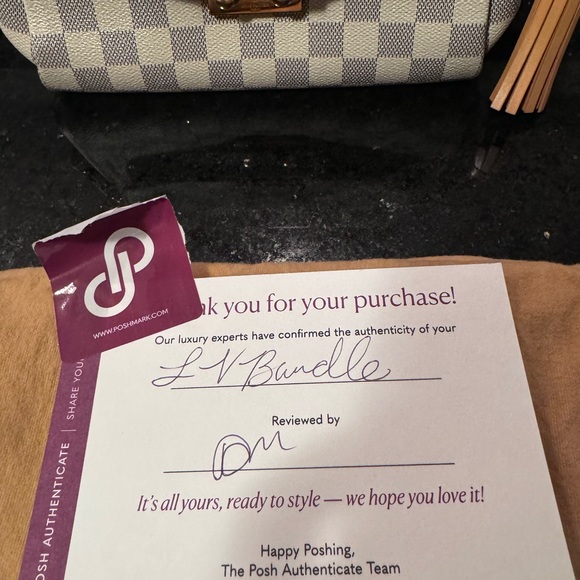 WWW.POSHMARK.COM
nk you for your purchase!
Our luxury experts have confirmed the authenticity of your
LV Bundle
Reviewed by
It's all yours, ready to style — we hope you love it!
Happy Poshing,
The Posh Authenticate Team
OSH AUTHENTICATE | SHARE YOU